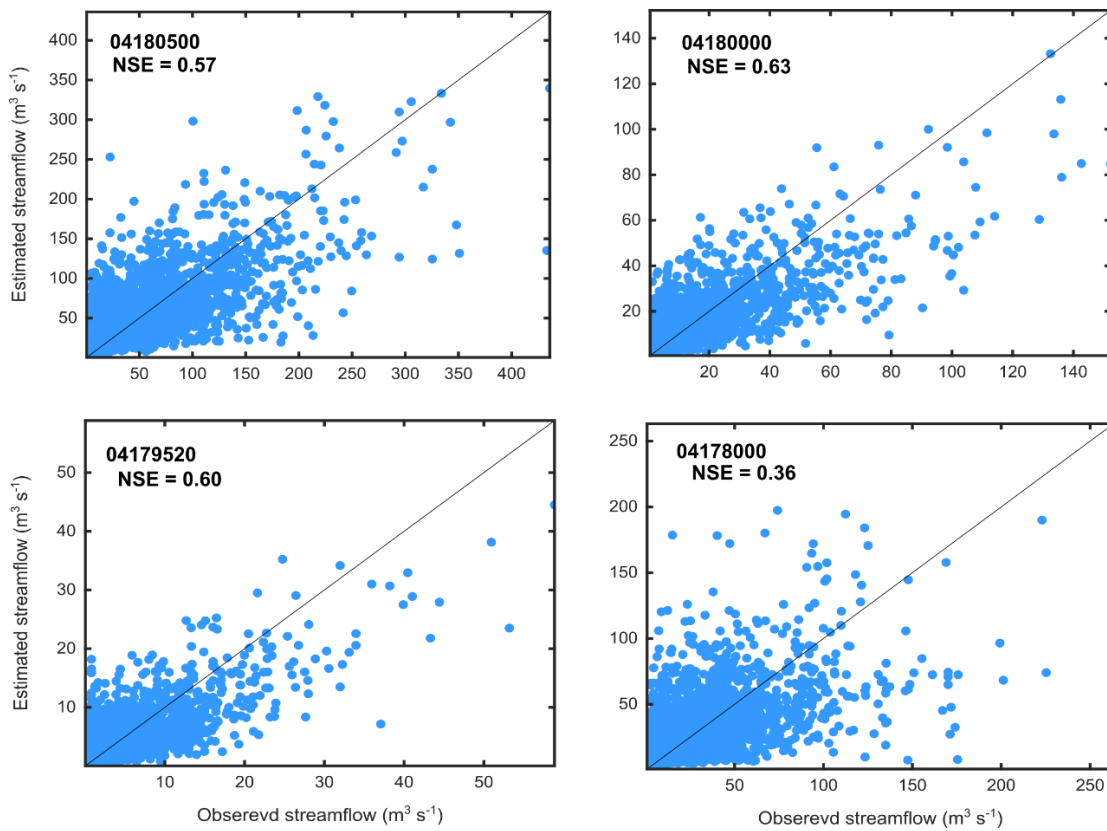 04180500
NSE = 0.57
Estimated streamflow (m³ s⁻¹)
400
350
300
250
200
150
100
50
50 100 150 200 250 300 350 400
04180000
NSE = 0.63
Estimated streamflow (m³ s⁻¹)
140
120
100
80
60
40
20
20 40 60 80 100 120 140
04179520
NSE = 0.60
Estimated streamflow (m³ s⁻¹)
50
40
30
20
10
10 20 30 40 50
Obserevd streamflow (m³ s⁻¹)
04178000
NSE = 0.36
250
200
150
100
50
50 100 150 200 250
Obserevd streamflow (m³ s⁻¹)